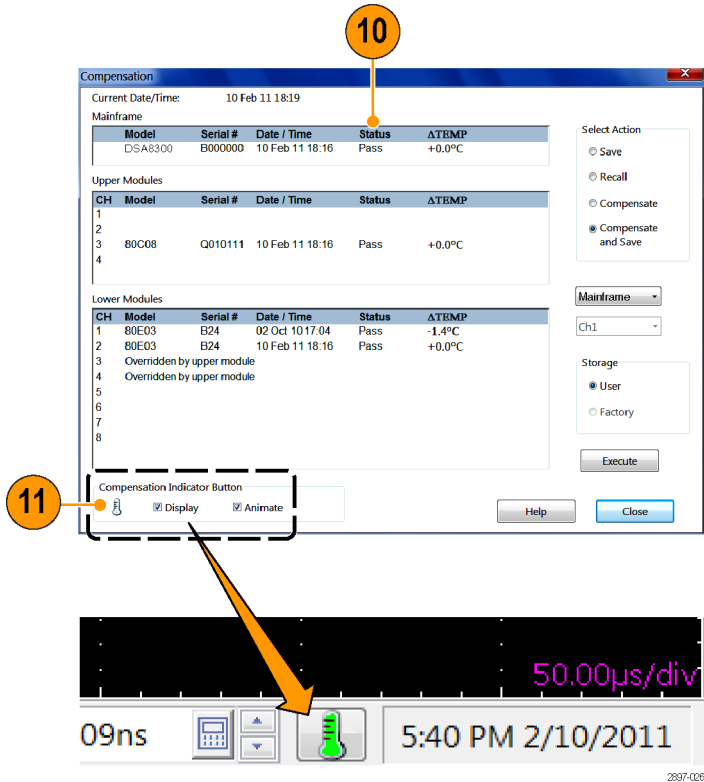 10
Compensation
Current Date/Time: 10 Feb 11 18:19
Mainframe
Model Serial # Date / Time Status ΔTEMP
DSA8300 B000000 10 Feb 11 18:16 Pass +0.0ºC
Upper Modules
CH Model Serial # Date / Time Status ΔTEMP
1
2
3 80C08 Q010111 10 Feb 11 18:16 Pass +0.0ºC
4
Lower Modules
CH Model Serial # Date / Time Status ΔTEMP
1 80E03 B24 02 Oct 10 17:04 Pass -1.4ºC
2 80E03 B24 10 Feb 11 18:16 Pass +0.0ºC
3 Overridden by upper module
4 Overridden by upper module
5
6
7
8
Select Action
Save
Recall
Compensate
Compensate
and Save
Mainframe
Ch1
Storage
User
Factory
Execute
11
Compensation Indicator Button
Display Animate
Help Close
50.00µs/div
09ns
5:40 PM 2/10/2011
2897-026